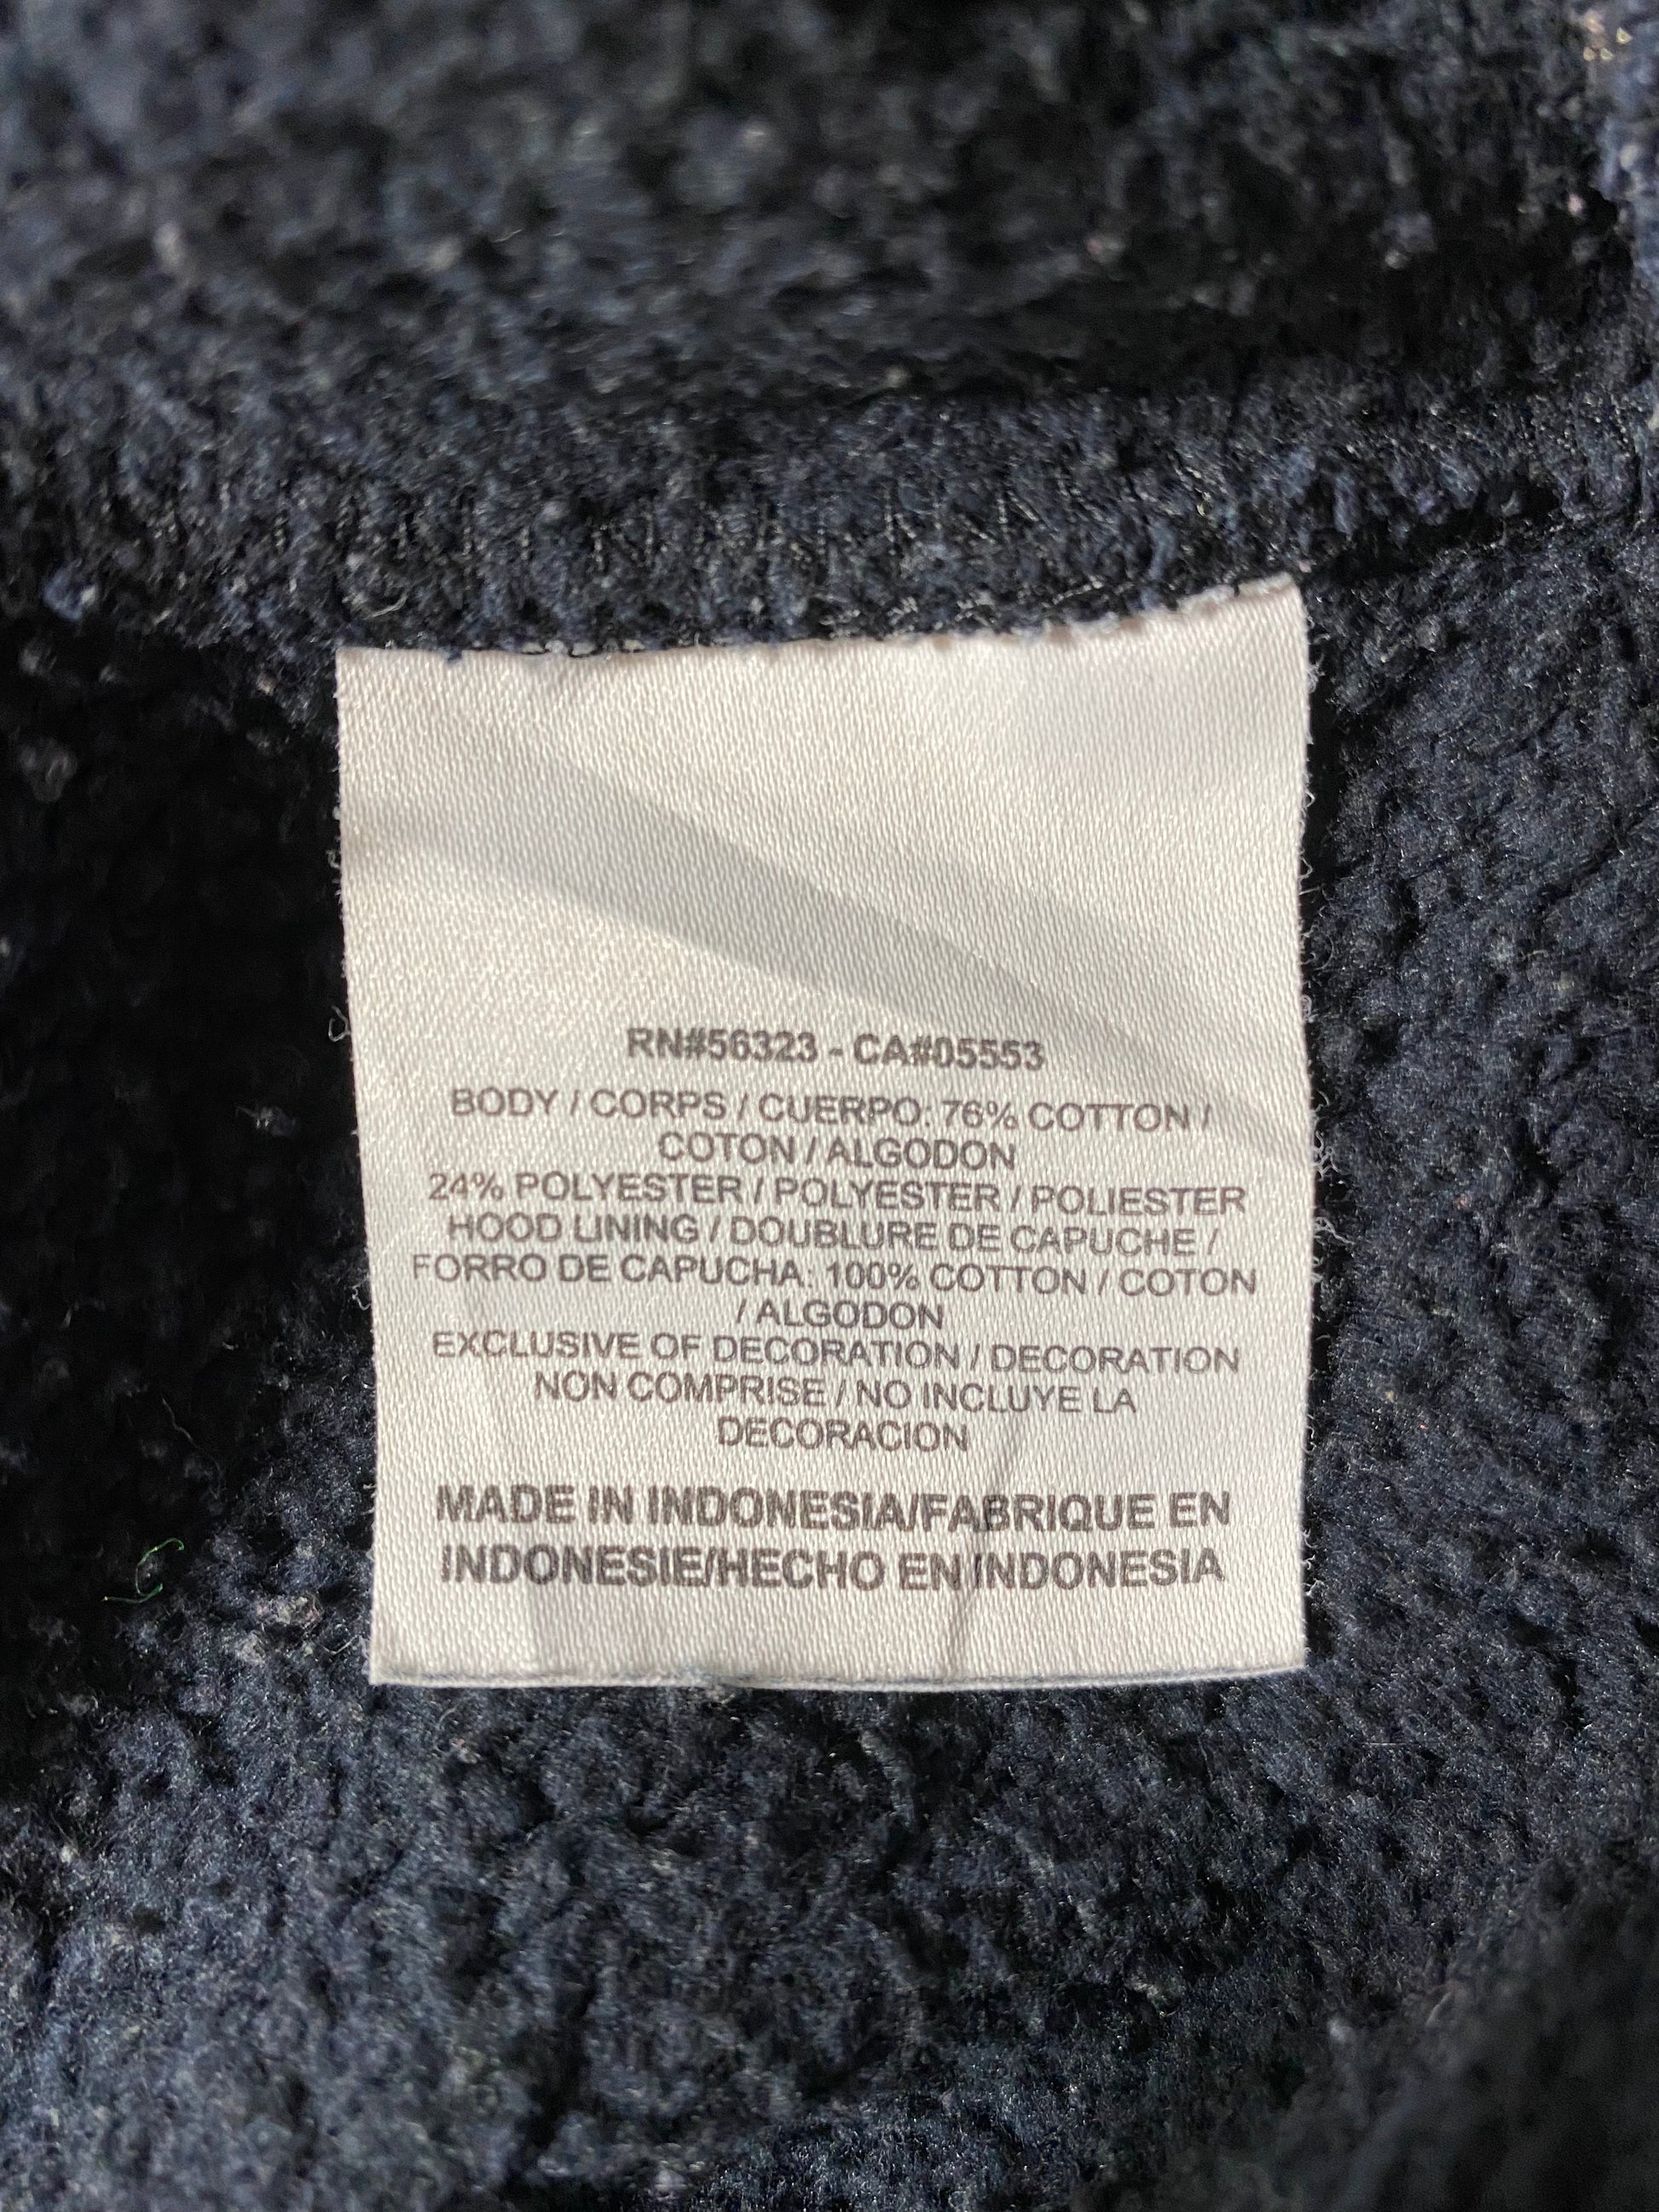 RN#56323 - CA#05553
BODY / CORPS / CUERPO: 76% COTTON /
COTON / ALGODON
24% POLYESTER / POLYESTER / POLIESTER
HOOD LINING / DOUBLURE DE CAPUCHE /
FORRO DE CAPUCHA: 100% COTTON / COTON
/ ALGODON
EXCLUSIVE OF DECORATION / DECORATION
NON COMPRISE / NO INCLUYE LA
DECORACION
MADE IN INDONESIA/FABRIQUE EN
INDONESIE/HECHO EN INDONESIA